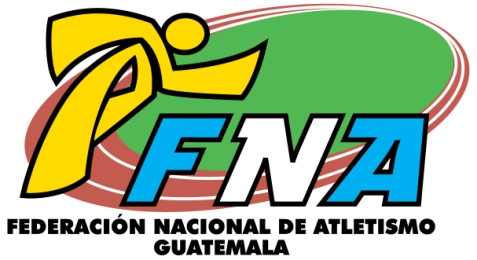 FNA
FEDERACIÓN NACIONAL DE ATLETISMO
GUATEMALA